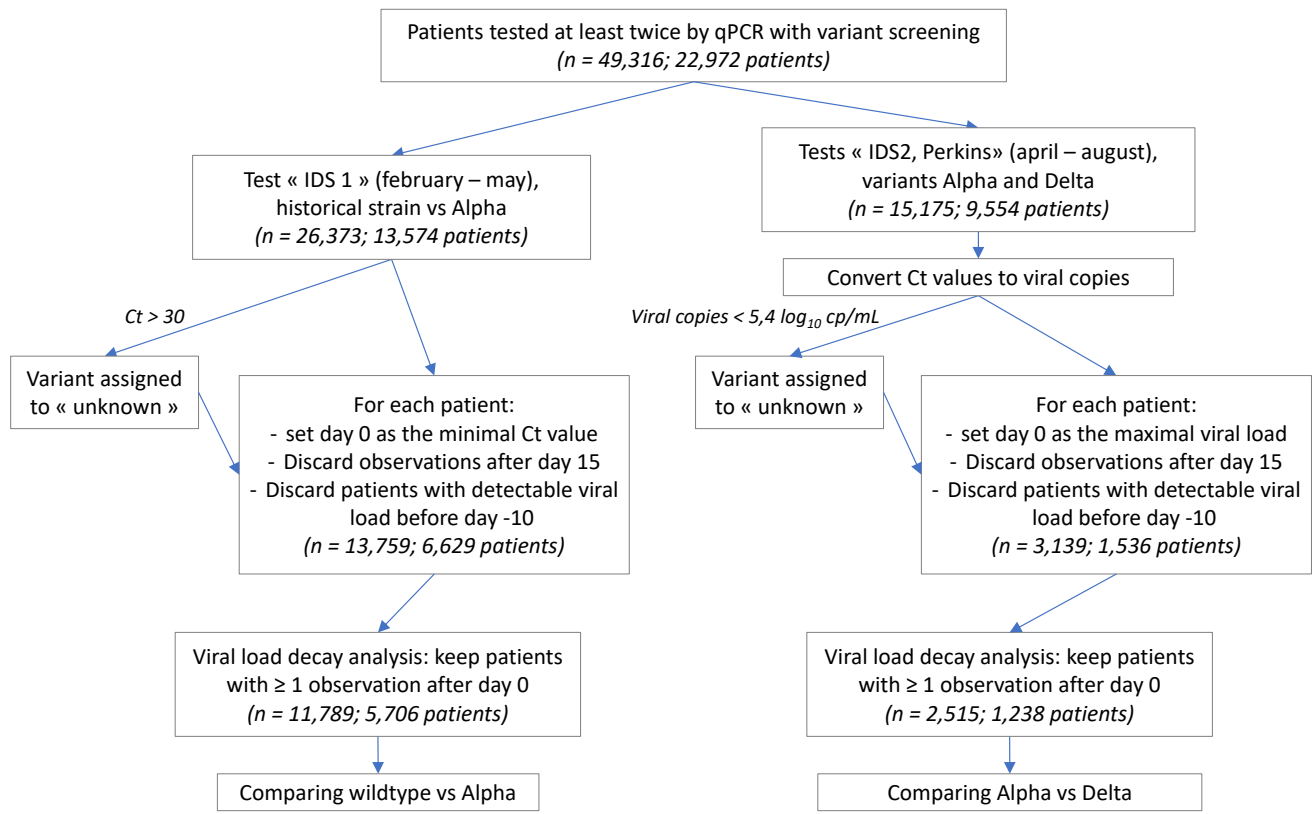 Patients tested at least twice by qPCR with variant screening
(n = 49,316; 22,972 patients)
Test « IDS 1 » (february – may),
historical strain vs Alpha
(n = 26,373; 13,574 patients)
Tests « IDS2, Perkins» (april – august),
variants Alpha and Delta
(n = 15,175; 9,554 patients)
Convert Ct values to viral copies
Ct > 30
Viral copies < 5,4 log10 cp/mL
Variant assigned
to « unknown »
For each patient:
- set day 0 as the minimal Ct value
- Discard observations after day 15
- Discard patients with detectable viral
load before day -10
(n = 13,759; 6,629 patients)
Variant assigned
to « unknown »
For each patient:
- set day 0 as the maximal viral load
- Discard observations after day 15
- Discard patients with detectable viral
load before day -10
(n = 3,139; 1,536 patients)
Viral load decay analysis: keep patients
with ≥ 1 observation after day 0
(n = 11,789; 5,706 patients)
Viral load decay analysis: keep patients
with ≥ 1 observation after day 0
(n = 2,515; 1,238 patients)
Comparing wildtype vs Alpha
Comparing Alpha vs Delta